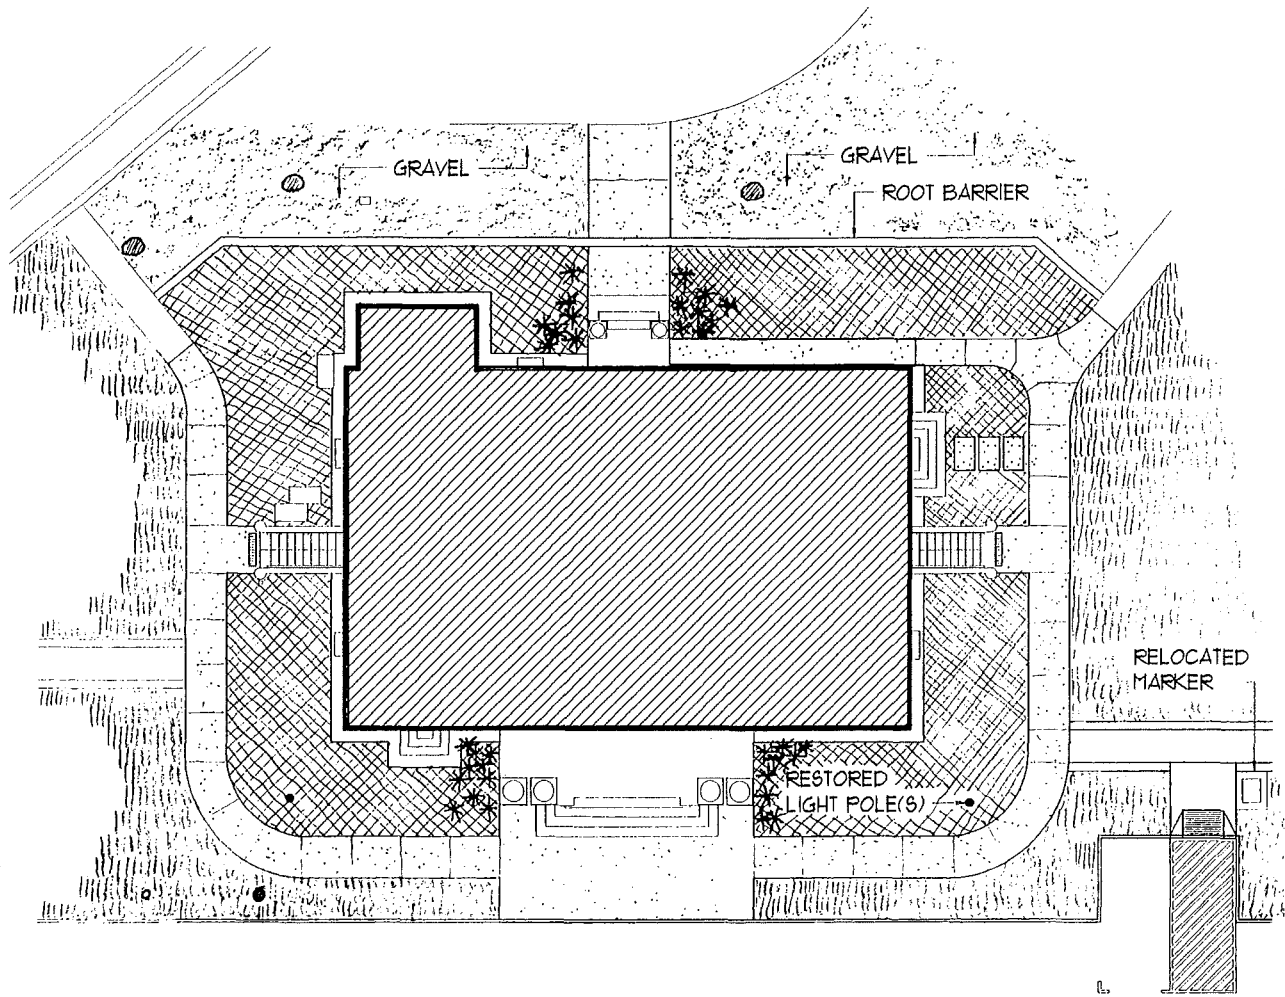 GRAVEL
GRAVEL
ROOT BARRIER
RELOCATED
MARKER
RESTORED
LIGHT POLE(S)